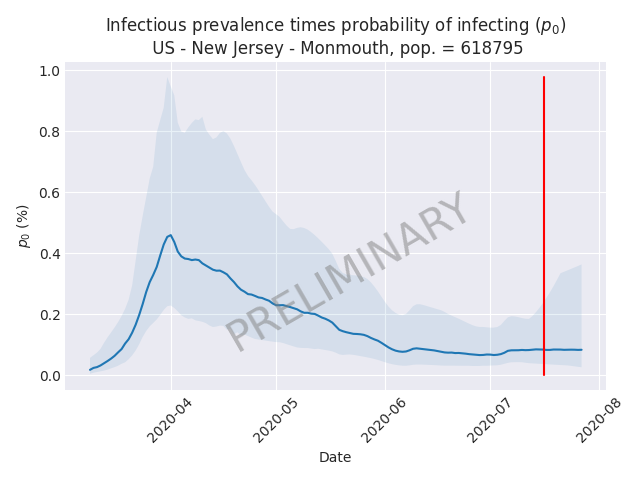 Infectious prevalence times probability of infecting (p₀)
US - New Jersey - Monmouth, pop. = 618795
1.0
0.8
0.6
0.4
0.2
0.0
p₀ (%)
PRELIMINARY
2020-04
2020-05
2020-06
2020-07
2020-08
Date